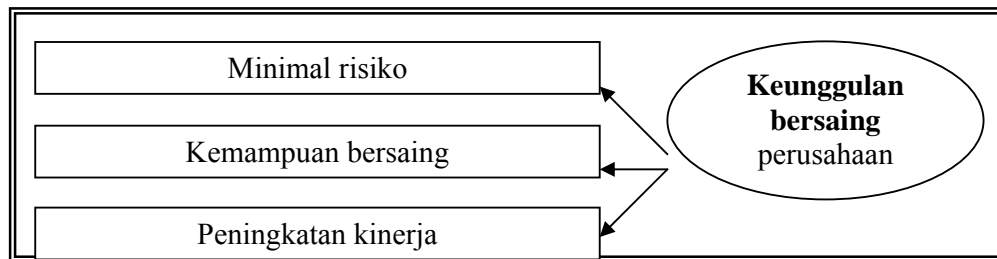 Minimal risiko
Kemampuan bersaing
Peningkatan kinerja
Keunggulan
bersaing
perusahaan